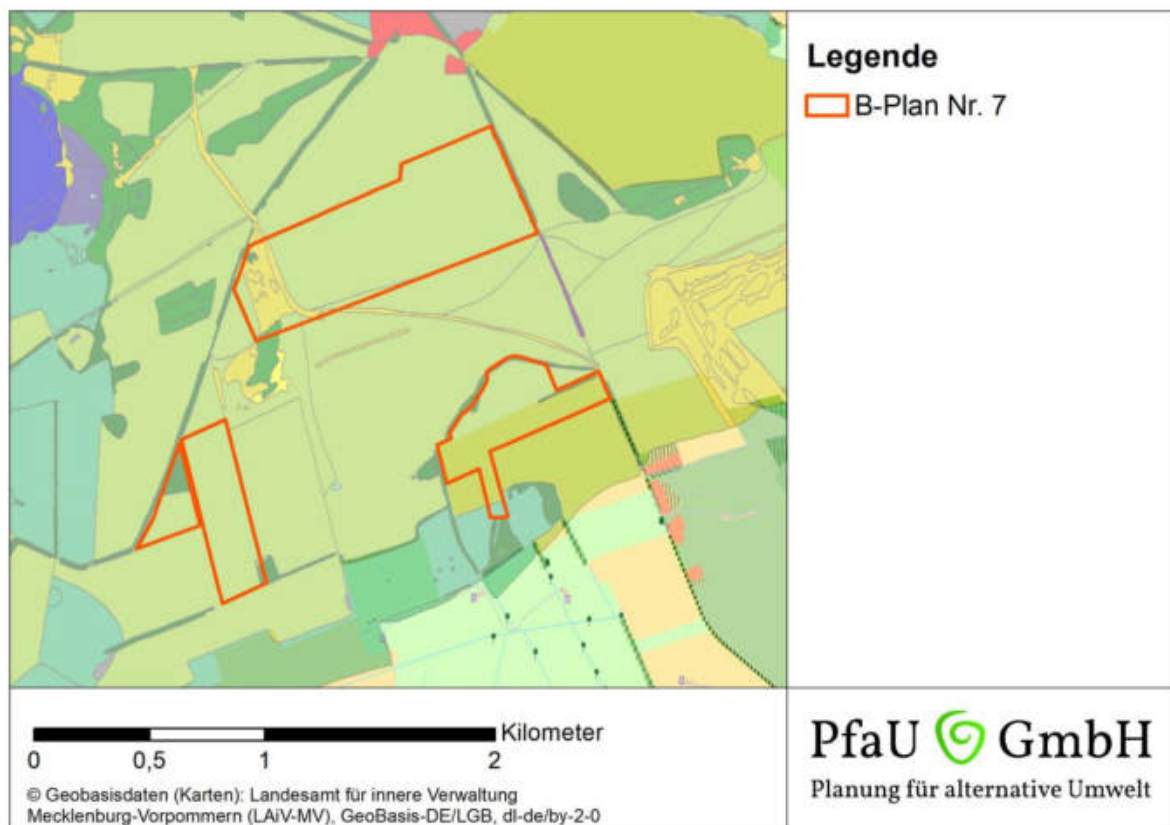 Legende
B-Plan Nr. 7
Kilometer
0 0,5 1 2
© Geobasisdaten (Karten): Landesamt für innere Verwaltung
Mecklenburg-Vorpommern (LAiV-MV), GeoBasis-DE/LGB, dl-de/by-2-0
PfaU GmbH
Planung für alternative Umwelt